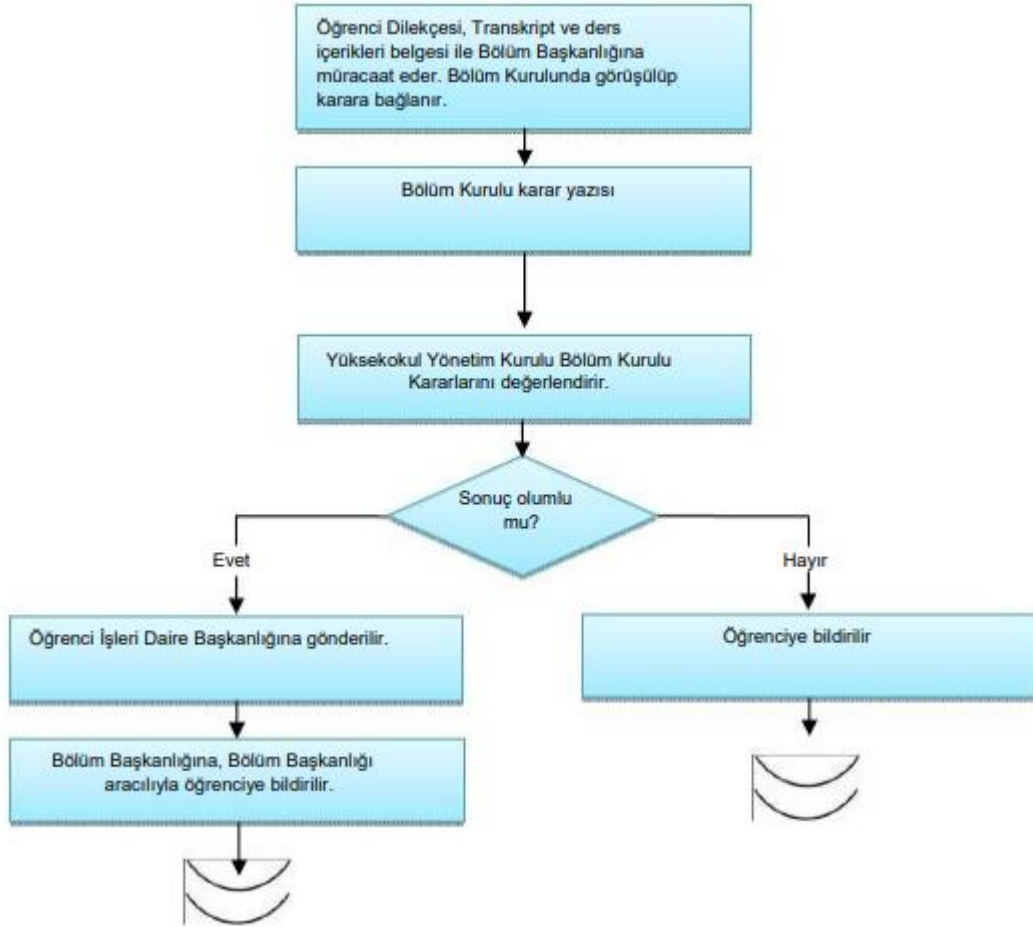 Öğrenci Dilekçesi, Transkript ve ders
içerikleri belgesi ile Bölüm Başkanlığına
müracaat eder. Bölüm Kurulunda görüşülüp
karara bağlanır.
Bölüm Kurulu karar yazısı
Yüksekokul Yönetim Kurulu Bölüm Kurulu
Kararlarını değerlendirir.
Sonuç olumlu
mu?
Evet
Hayır
Öğrenci İşleri Daire Başkanlığına gönderilir.
Öğrenciye bildirilir
Bölüm Başkanlığına, Bölüm Başkanlığı
aracılıyla öğrenciye bildirilir.